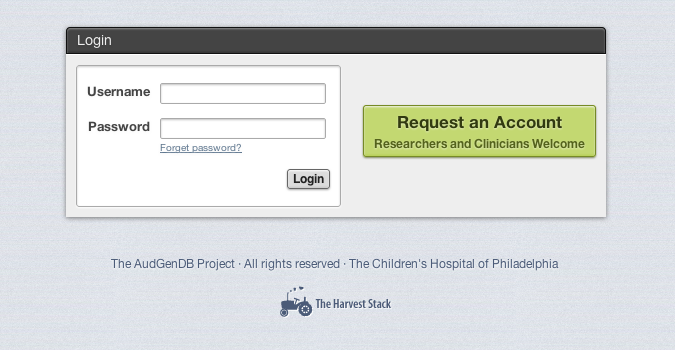 Login
Username
Password
Forget password?
Login
Request an Account
Researchers and Clinicians Welcome
The AudGenDB Project · All rights reserved · The Children's Hospital of Philadelphia
The Harvest Stack